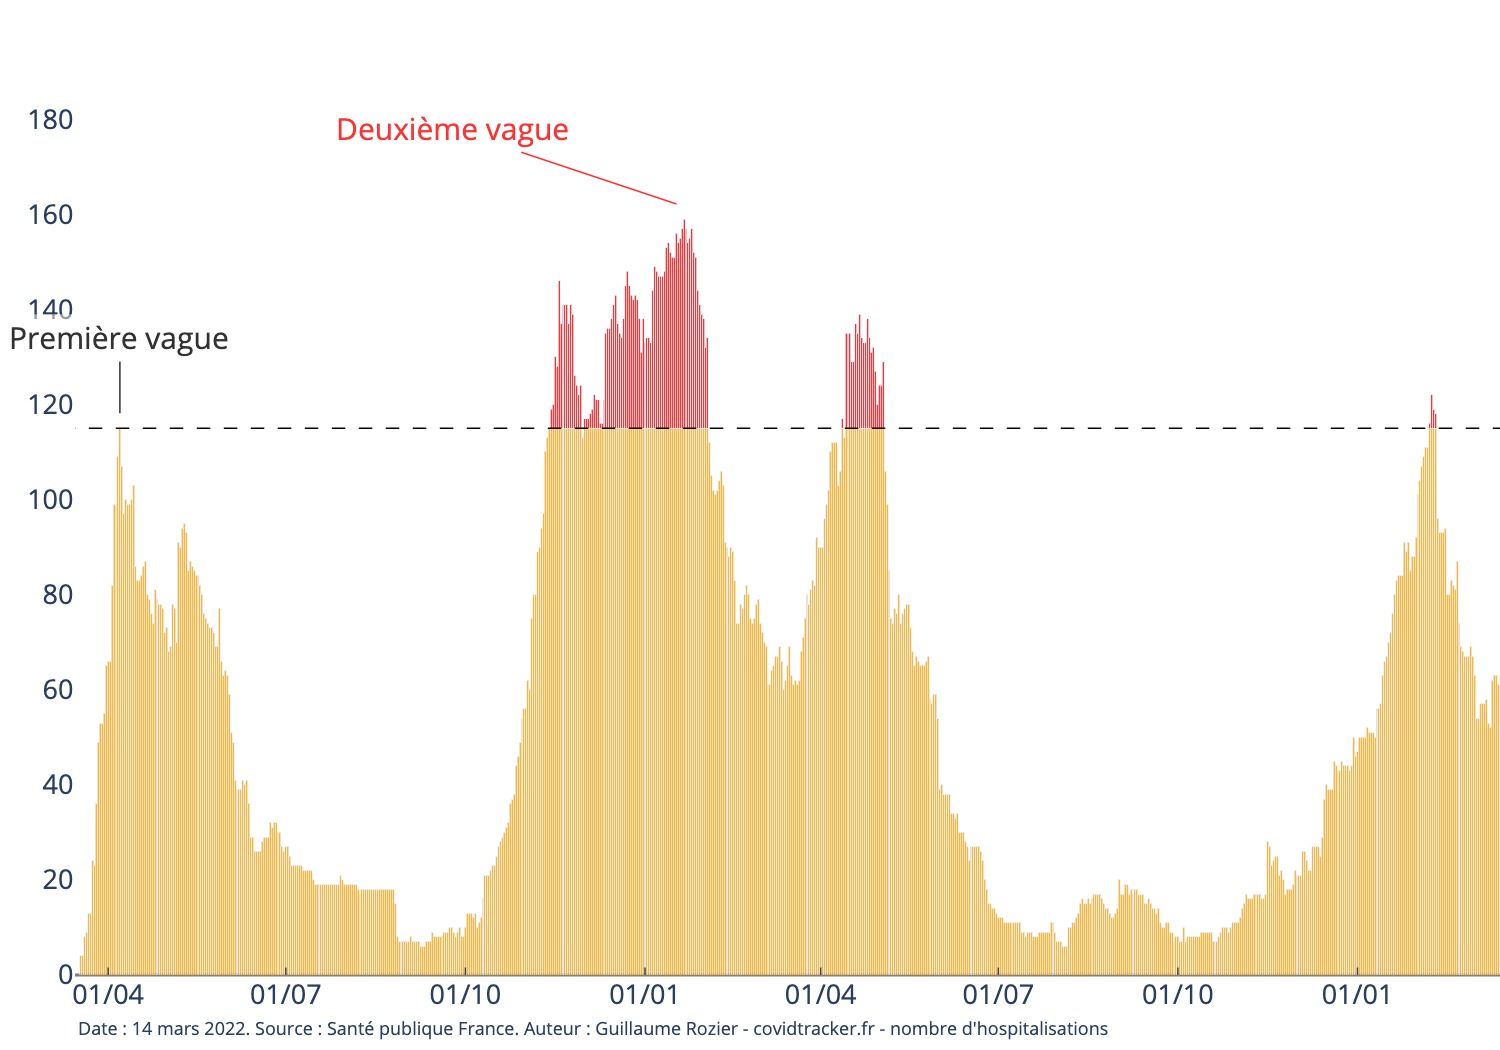 180
Deuxième vague
160
140
Première vague
120
100
80
60
40
20
0
01/04 01/07 01/10 01/01 01/04 01/07 01/10 01/01
Date : 14 mars 2022. Source : Santé publique France. Auteur : Guillaume Rozier - covidtracker.fr - nombre d'hospitalisations